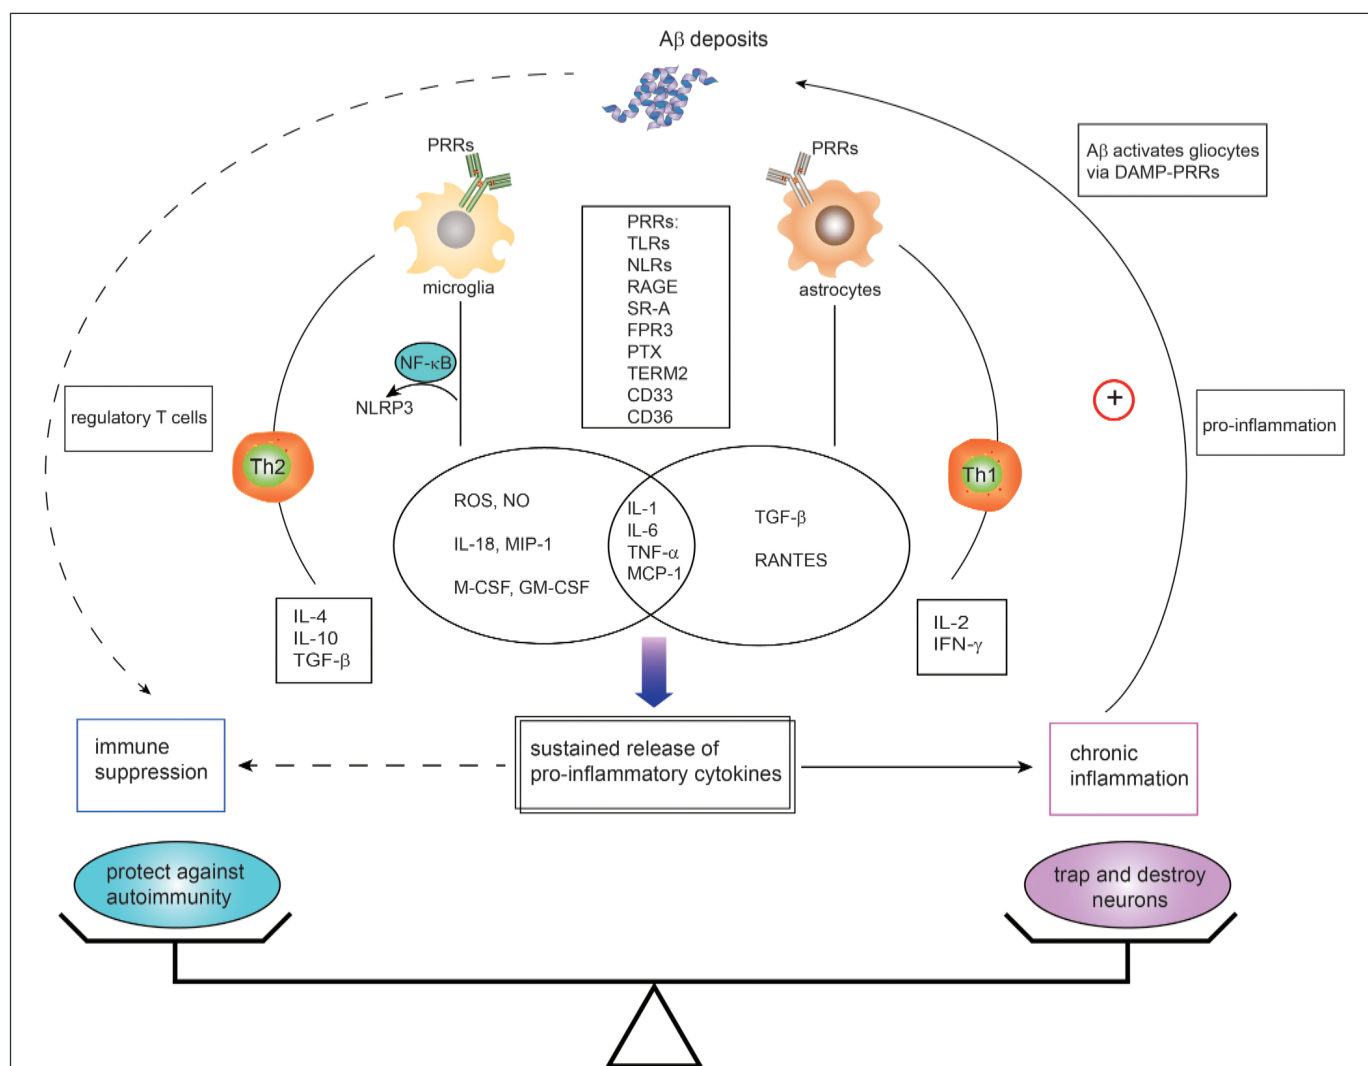 Aβ deposits
PRRs
PRRs
Aβ activates gliocytes
via DAMP-PRRs
microglia
astrocytes
PRRs:
TLRs
NLRs
RAGE
SR-A
FPR3
PTX
TERM2
CD33
CD36
NF-κB
NLRP3
regulatory T cells
+
pro-inflammation
Th2
Th1
ROS, NO
IL-18, MIP-1
M-CSF, GM-CSF
IL-1
IL-6
TNF-α
MCP-1
TGF-β
RANTES
IL-4
IL-10
TGF-β
IL-2
IFN-γ
immune
suppression
sustained release of
pro-inflammatory cytokines
chronic
inflammation
protect against
autoimmunity
trap and destroy
neurons